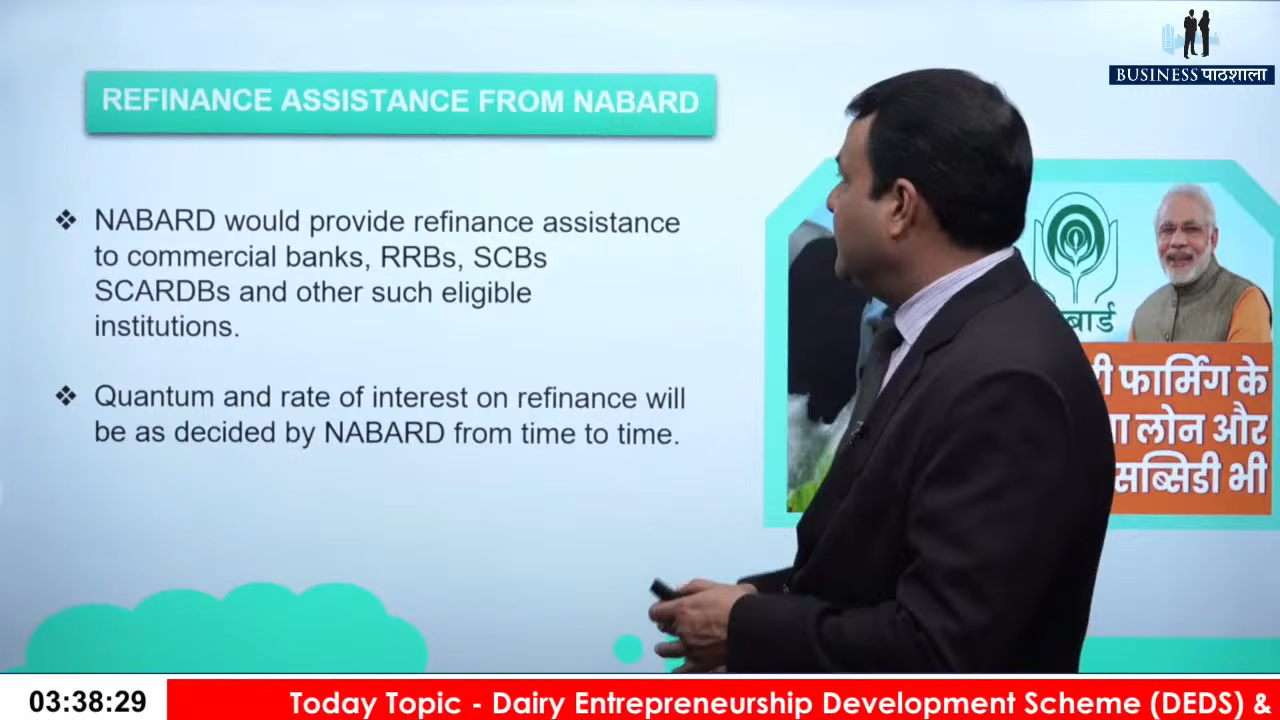 BUSINESS पाठशाला
REFINANCE ASSISTANCE FROM NABARD
❖ NABARD would provide refinance assistance
to commercial banks, RRBs, SCBs
SCARDBs and other such eligible
institutions.
❖ Quantum and rate of interest on refinance will
be as decided by NABARD from time to time.
फार्मिंग के
लोन और
सब्सिडी भी
03:38:29
Today Topic - Dairy Entrepreneurship Development Scheme (DEDS) &